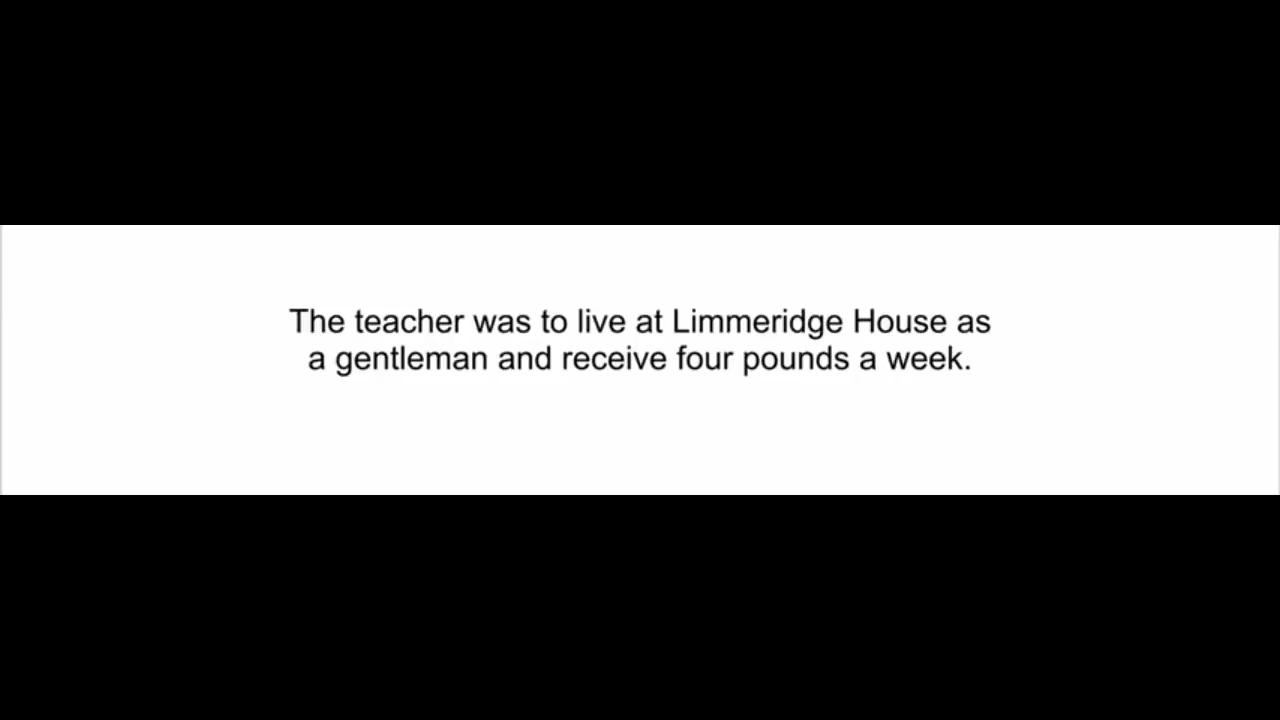 The teacher was to live at Limmeridge House as
a gentleman and receive four pounds a week.